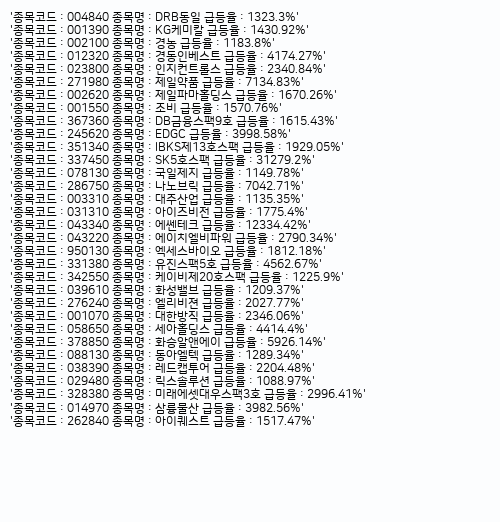 '종목코드 : 004840 종목명 : DRB동일 급등율 : 1323.3%'
'종목코드 : 001390 종목명 : KG케미칼 급등율 : 1430.92%'
'종목코드 : 002100 종목명 : 경농 급등율 : 1183.8%'
'종목코드 : 012320 종목명 : 경동인베스트 급등율 : 4174.27%'
'종목코드 : 023800 종목명 : 인지컨트롤스 급등율 : 2340.84%'
'종목코드 : 271980 종목명 : 제일약품 급등율 : 7134.83%'
'종목코드 : 002620 종목명 : 제일파마홀딩스 급등율 : 1670.26%'
'종목코드 : 001550 종목명 : 조비 급등율 : 1570.76%'
'종목코드 : 367360 종목명 : DB금융스팩9호 급등율 : 1615.43%'
'종목코드 : 245620 종목명 : EDGC 급등율 : 3998.58%'
'종목코드 : 351340 종목명 : IBKS제13호스팩 급등율 : 1929.05%'
'종목코드 : 337450 종목명 : SK5호스팩 급등율 : 31279.2%'
'종목코드 : 078130 종목명 : 국일제지 급등율 : 1149.78%'
'종목코드 : 286750 종목명 : 나노브릭 급등율 : 7042.71%'
'종목코드 : 003310 종목명 : 대주산업 급등율 : 1135.35%'
'종목코드 : 031310 종목명 : 아이즈비전 급등율 : 1775.4%'
'종목코드 : 043340 종목명 : 에쎈테크 급등율 : 12334.42%'
'종목코드 : 043220 종목명 : 에이치엘비파워 급등율 : 2790.34%'
'종목코드 : 950130 종목명 : 엑세스바이오 급등율 : 1812.18%'
'종목코드 : 331380 종목명 : 유진스팩5호 급등율 : 4562.67%'
'종목코드 : 342550 종목명 : 케이비제20호스팩 급등율 : 1225.9%'
'종목코드 : 039610 종목명 : 화성밸브 급등율 : 1209.37%'
'종목코드 : 276240 종목명 : 엘리비젼 급등율 : 2027.77%'
'종목코드 : 001070 종목명 : 대한방직 급등율 : 2346.06%'
'종목코드 : 058650 종목명 : 세아홀딩스 급등율 : 4414.4%'
'종목코드 : 378850 종목명 : 화승알앤에이 급등율 : 5926.14%'
'종목코드 : 088130 종목명 : 동아엘텍 급등율 : 1289.34%'
'종목코드 : 038390 종목명 : 레드캡투어 급등율 : 2204.48%'
'종목코드 : 029480 종목명 : 릭스솔루션 급등율 : 1088.97%'
'종목코드 : 328380 종목명 : 미래에셋대우스팩3호 급등율 : 2996.41%'
'종목코드 : 014970 종목명 : 삼륭물산 급등율 : 3982.56%'
'종목코드 : 262840 종목명 : 아이퀘스트 급등율 : 1517.47%'